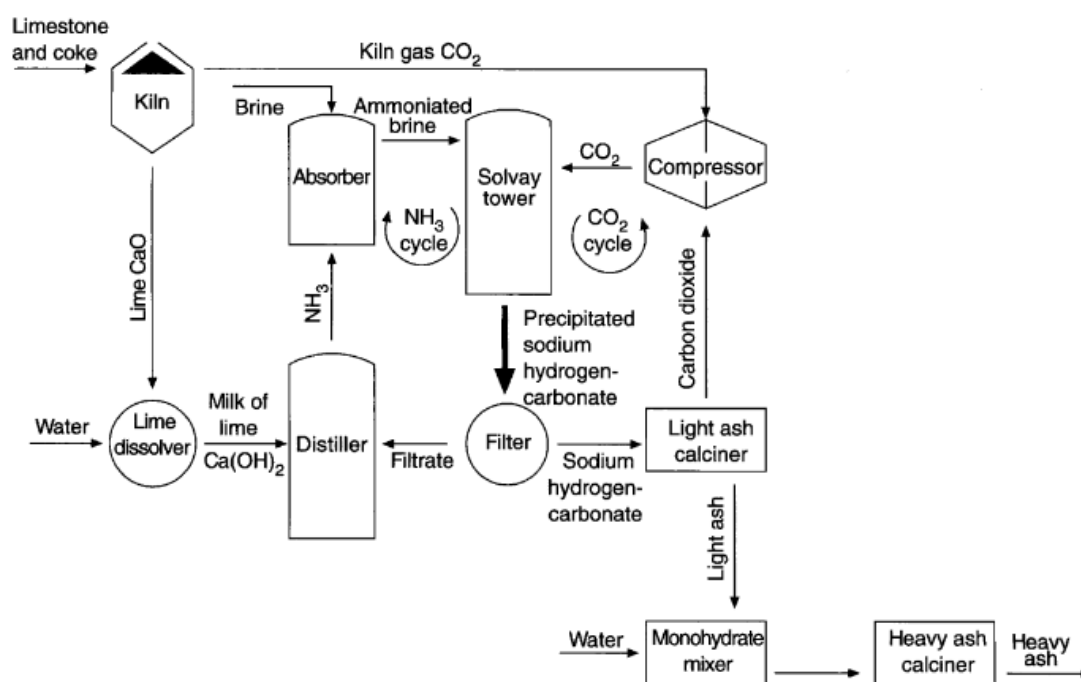 Limestone
and coke
Kiln gas CO₂
Kiln
Brine
Ammoniated
brine
Absorber
Solvay
tower
CO₂
Compressor
NH₃
cycle
CO₂
cycle
Lime CaO
NH₃
Carbon dioxide
Precipitated
sodium
hydrogen-
carbonate
Water
Lime
dissolver
Milk of
lime
Ca(OH)₂
Distiller
Filtrate
Filter
Sodium
hydrogen-
carbonate
Light ash
calciner
Light ash
Water
Monohydrate
mixer
Heavy ash
calciner
Heavy
ash